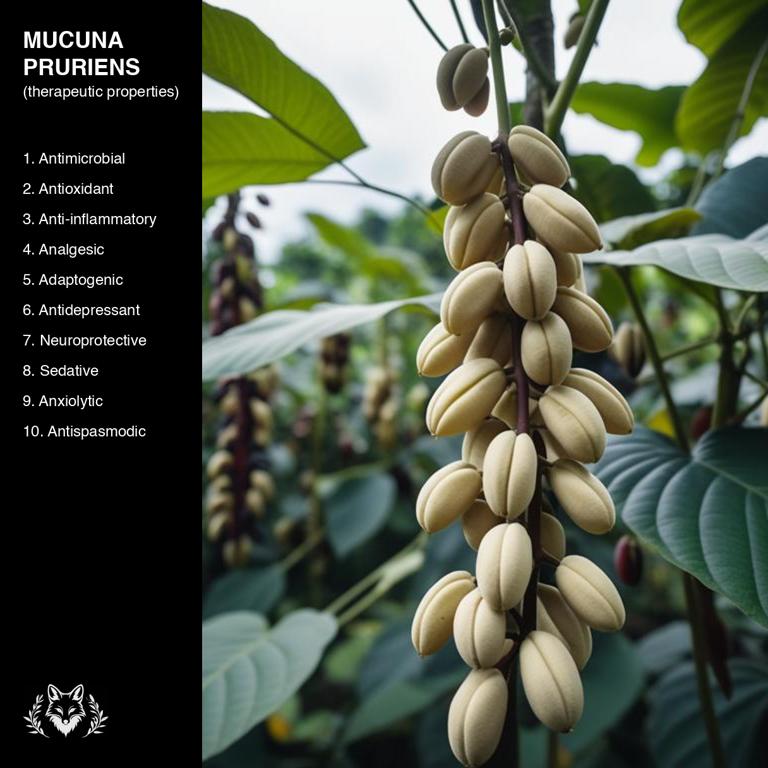 MUCUNA
PRURIENS
(therapeutic properties)
1. Antimicrobial
2. Antioxidant
3. Anti-inflammatory
4. Analgesic
5. Adaptogenic
6. Antidepressant
7. Neuroprotective
8. Sedative
9. Anxiolytic
10. Antispasmodic